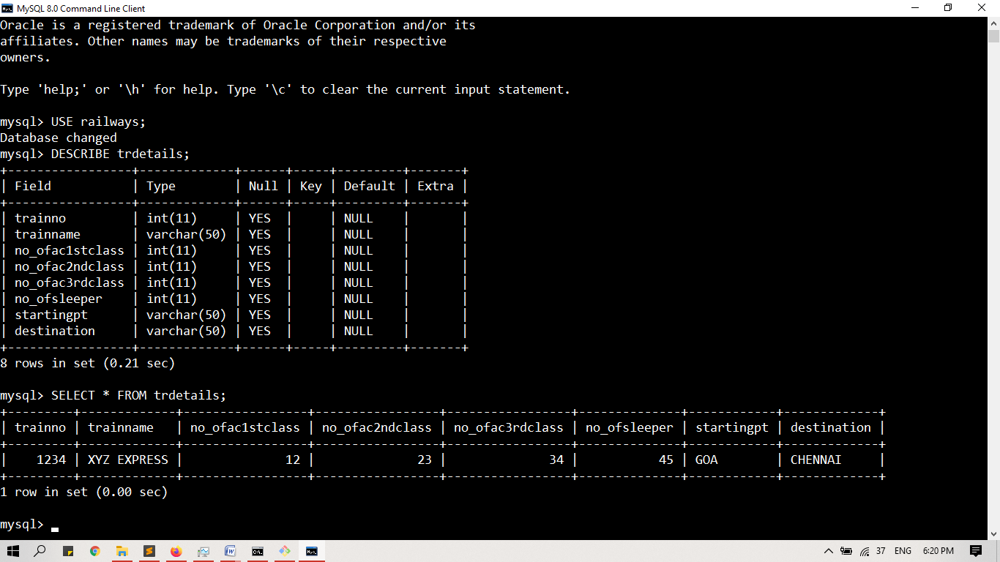 MySQL 8.0 Command Line Client
Oracle is a registered trademark of Oracle Corporation and/or its
affiliates. Other names may be trademarks of their respective
owners.
Type 'help;' or '\h' for help. Type '\c' to clear the current input statement.
mysql> USE railways;
Database changed
mysql> DESCRIBE trdetails;
+-----------------+-------------+------+-----+---------+-------+
| Field           | Type        | Null | Key | Default | Extra |
+-----------------+-------------+------+-----+---------+-------+
| trainno         | int(11)     | YES  |     | NULL    |       |
| trainname       | varchar(50) | YES  |     | NULL    |       |
| no_ofac1stclass | int(11)     | YES  |     | NULL    |       |
| no_ofac2ndclass | int(11)     | YES  |     | NULL    |       |
| no_ofac3rdclass | int(11)     | YES  |     | NULL    |       |
| no_ofsleeper    | int(11)     | YES  |     | NULL    |       |
| startingpt      | varchar(50) | YES  |     | NULL    |       |
| destination     | varchar(50) | YES  |     | NULL    |       |
+-----------------+-------------+------+-----+---------+-------+
8 rows in set (0.21 sec)
mysql> SELECT * FROM trdetails;
+---------+-------------+-----------------+-----------------+-----------------+--------------+------------+-------------+
| trainno | trainname   | no_ofac1stclass | no_ofac2ndclass | no_ofac3rdclass | no_ofsleeper | startingpt | destination |
+---------+-------------+-----------------+-----------------+-----------------+--------------+------------+-------------+
|    1234 | XYZ EXPRESS |              12 |              23 |              34 |           45 | GOA        | CHENNAI     |
+---------+-------------+-----------------+-----------------+-----------------+--------------+------------+-------------+
1 row in set (0.00 sec)
mysql>
37 ENG 6:20 PM